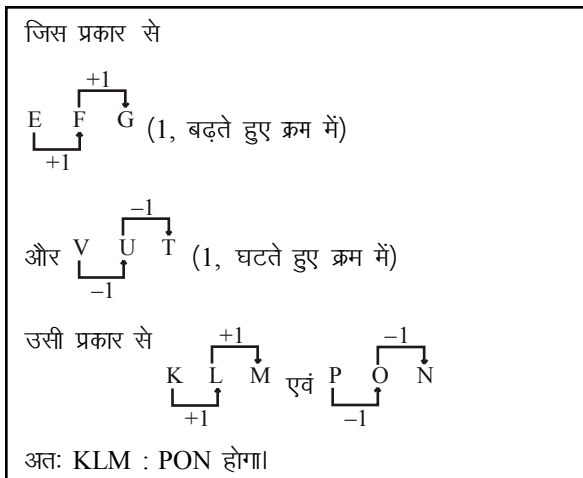 जिस प्रकार से
+1
E F G (1, बढ़ते हुए क्रम में)
+1
–1
और V U T (1, घटते हुए क्रम में)
–1
उसी प्रकार से
+1 –1
K L M एवं P O N
+1 –1
अतः KLM : PON होगा।